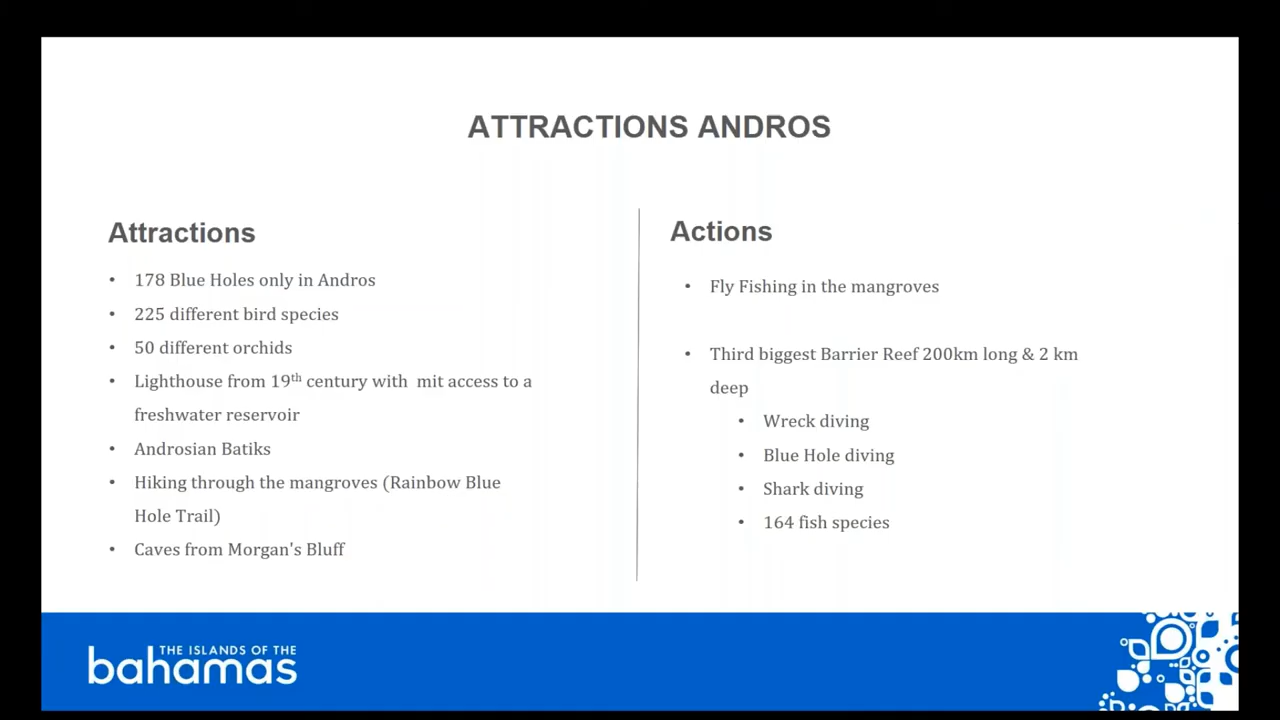 ATTRACTIONS ANDROS
Attractions
• 178 Blue Holes only in Andros
• 225 different bird species
• 50 different orchids
• Lighthouse from 19th century with  mit access to a
freshwater reservoir
• Androsian Batiks
• Hiking through the mangroves (Rainbow Blue
Hole Trail)
• Caves from Morgan's Bluff
Actions
• Fly Fishing in the mangroves
• Third biggest Barrier Reef 200km long & 2 km
deep
• Wreck diving
• Blue Hole diving
• Shark diving
• 164 fish species
THE ISLANDS OF THE
bahamas